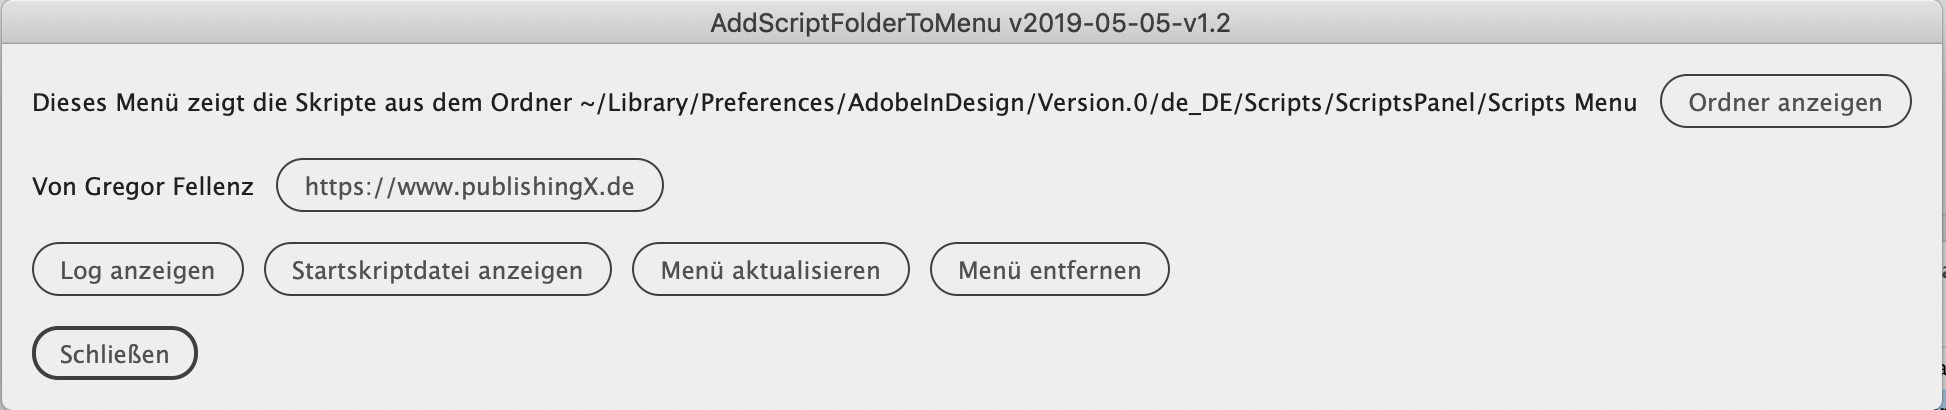 AddScriptFolderToMenu v2019-05-05-v1.2
Dieses Menü zeigt die Skripte aus dem Ordner ~/Library/Preferences/AdobeInDesign/Version.0/de_DE/Scripts/ScriptsPanel/Scripts Menu Ordner anzeigen
Von Gregor Fellenz https://www.publishingX.de
Log anzeigen Startskriptdatei anzeigen Menü aktualisieren Menü entfernen
Schließen